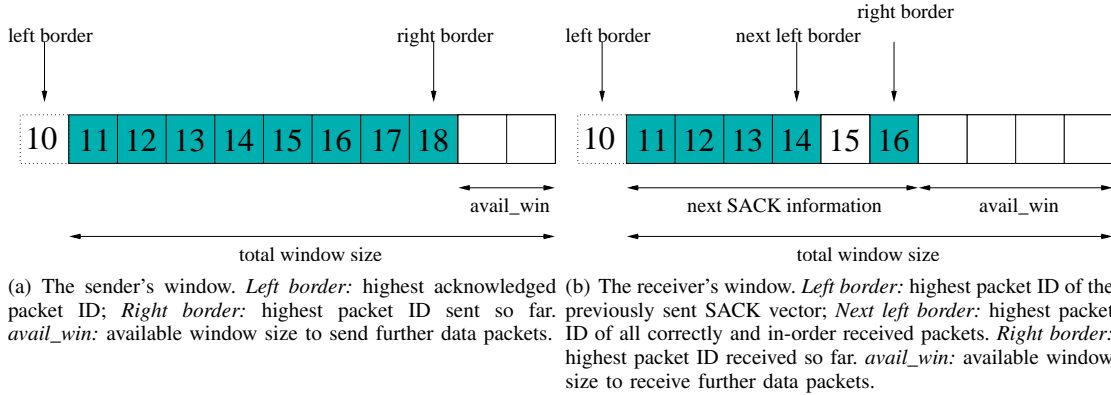 left border
right border
10 11 12 13 14 15 16 17 18
avail_win
total window size
(a) The sender's window. Left border: highest acknowledged
packet ID; Right border: highest packet ID sent so far.
avail_win: available window size to send further data packets.
right border
left border
next left border
10 11 12 13 14 15 16
next SACK information
avail_win
total window size
(b) The receiver's window. Left border: highest packet ID of the
previously sent SACK vector; Next left border: highest packet
ID of all correctly and in-order received packets. Right border:
highest packet ID received so far. avail_win: available window
size to receive further data packets.